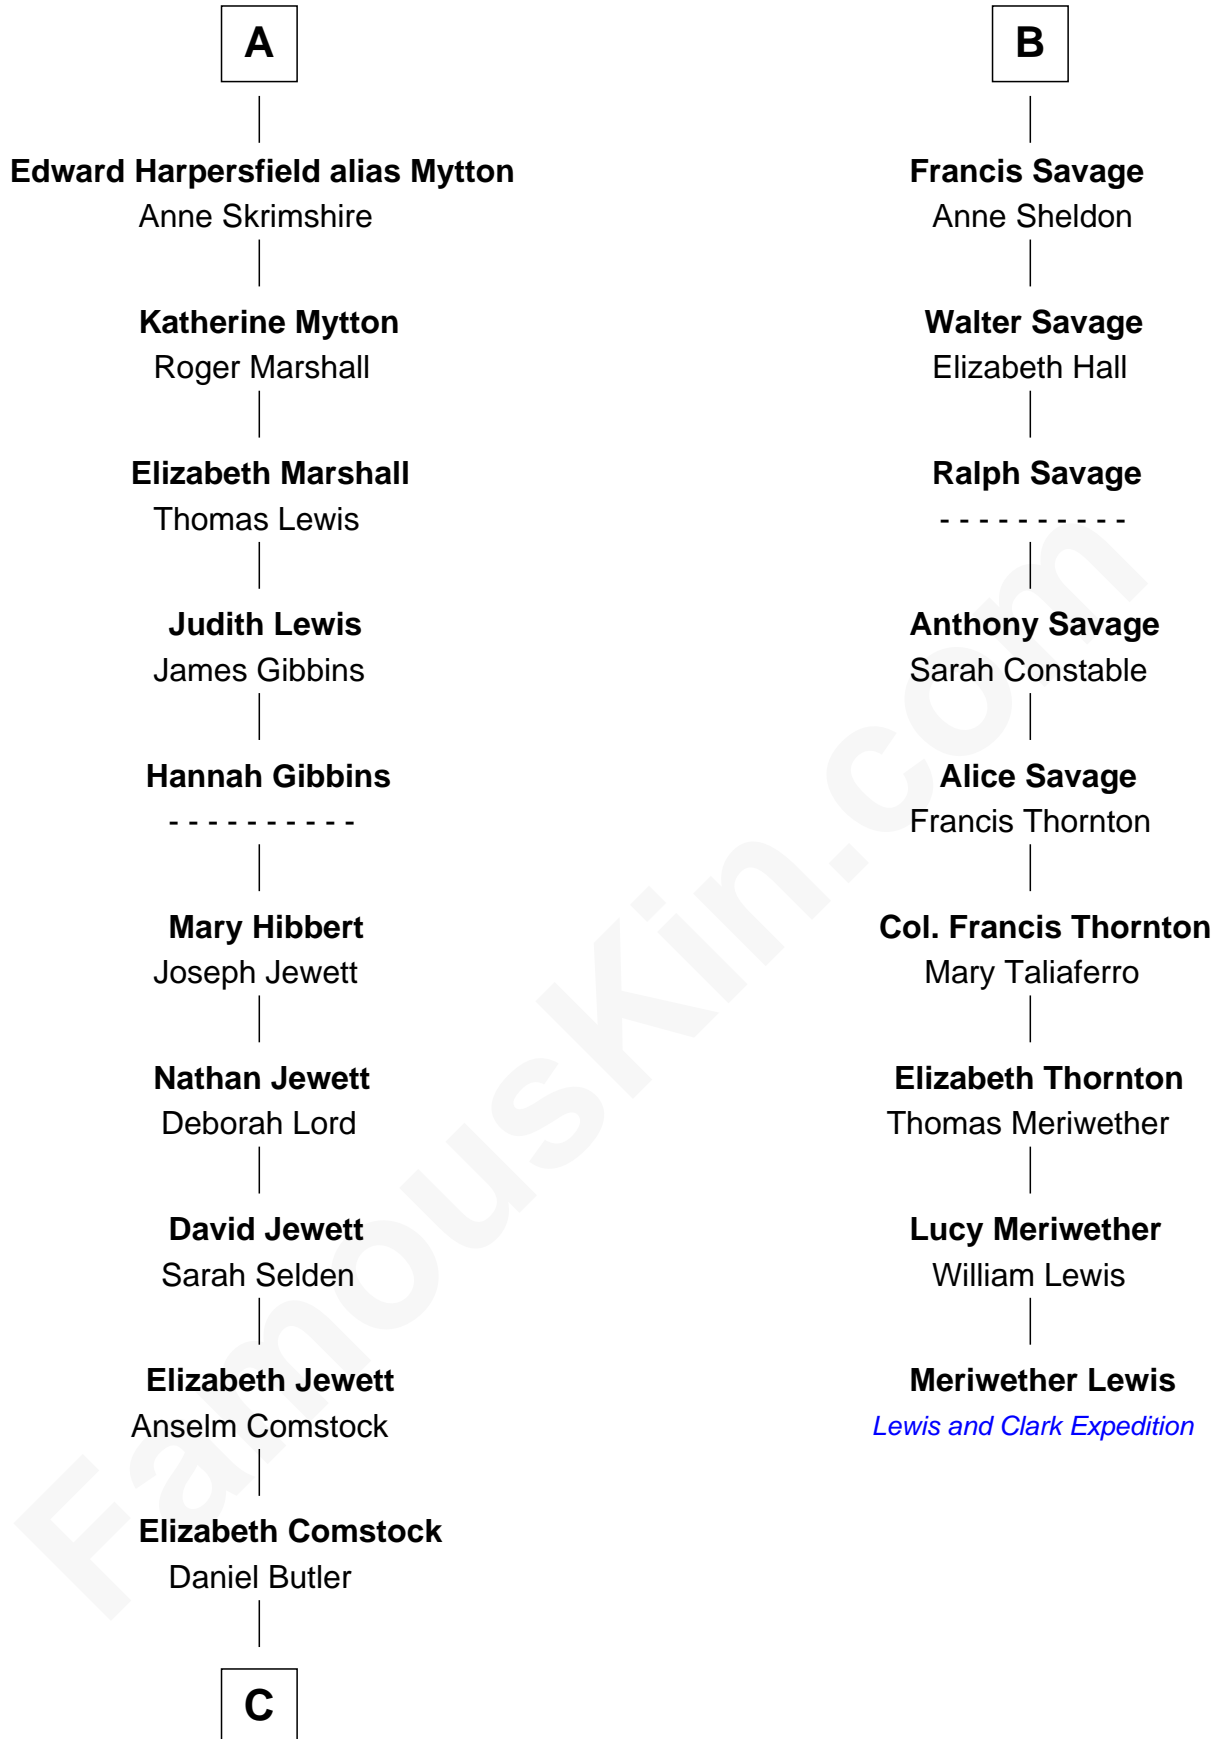 A
Edward Harpersfield alias Mytton
Anne Skrimshire
Katherine Mytton
Roger Marshall
Elizabeth Marshall
Thomas Lewis
Judith Lewis
James Gibbins
Hannah Gibbins
- - - - - - - - - -
Mary Hibbert
Joseph Jewett
Nathan Jewett
Deborah Lord
David Jewett
Sarah Selden
Elizabeth Jewett
Anselm Comstock
Elizabeth Comstock
Daniel Butler
C
B
Francis Savage
Anne Sheldon
Walter Savage
Elizabeth Hall
Ralph Savage
- - - - - - - - - -
Anthony Savage
Sarah Constable
Alice Savage
Francis Thornton
Col. Francis Thornton
Mary Taliaferro
Elizabeth Thornton
Thomas Meriwether
Lucy Meriwether
William Lewis
Meriwether Lewis
Lewis and Clark Expedition
FamousKin.com